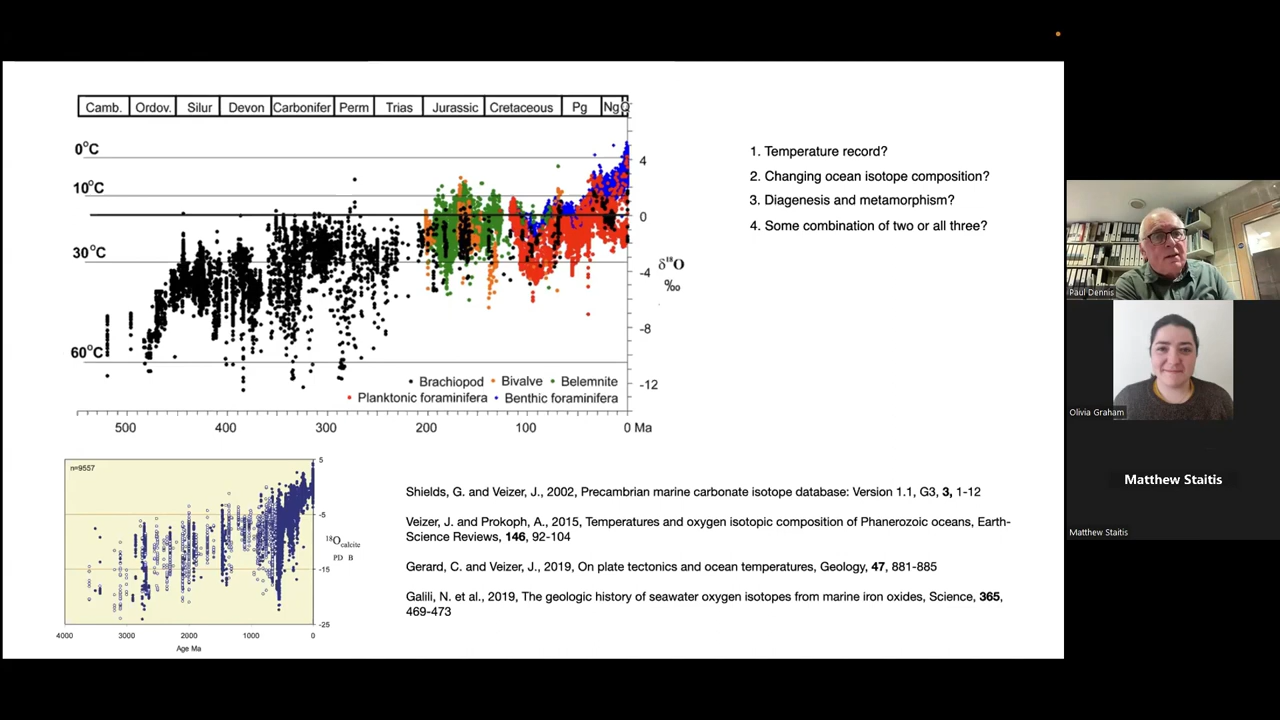 Camb. Ordov. Silur Devon Carbonifer Perm Trias Jurassic Cretaceous Pg Ng Q
0°C
10°C
30°C
60°C
4
0
-4
-8
-12
δ18O
‰
Brachiopod Bivalve Belemnite
Planktonic foraminifera Benthic foraminifera
500 400 300 200 100 0 Ma
1. Temperature record?
2. Changing ocean isotope composition?
3. Diagenesis and metamorphism?
4. Some combination of two or all three?
n=9557
5
-5
-15
-25
18O calcite
PD B
4000 3000 2000 1000 0
Age Ma
Shields, G. and Veizer, J., 2002, Precambrian marine carbonate isotope database: Version 1.1, G3, 3, 1-12
Veizer, J. and Prokoph, A., 2015, Temperatures and oxygen isotopic composition of Phanerozoic oceans, Earth-
Science Reviews, 146, 92-104
Gerard, C. and Veizer, J., 2019, On plate tectonics and ocean temperatures, Geology, 47, 881-885
Galili, N. et al., 2019, The geologic history of seawater oxygen isotopes from marine iron oxides, Science, 365,
469-473
Paul Dennis
Olivia Graham
Matthew Staitis
Matthew Staitis